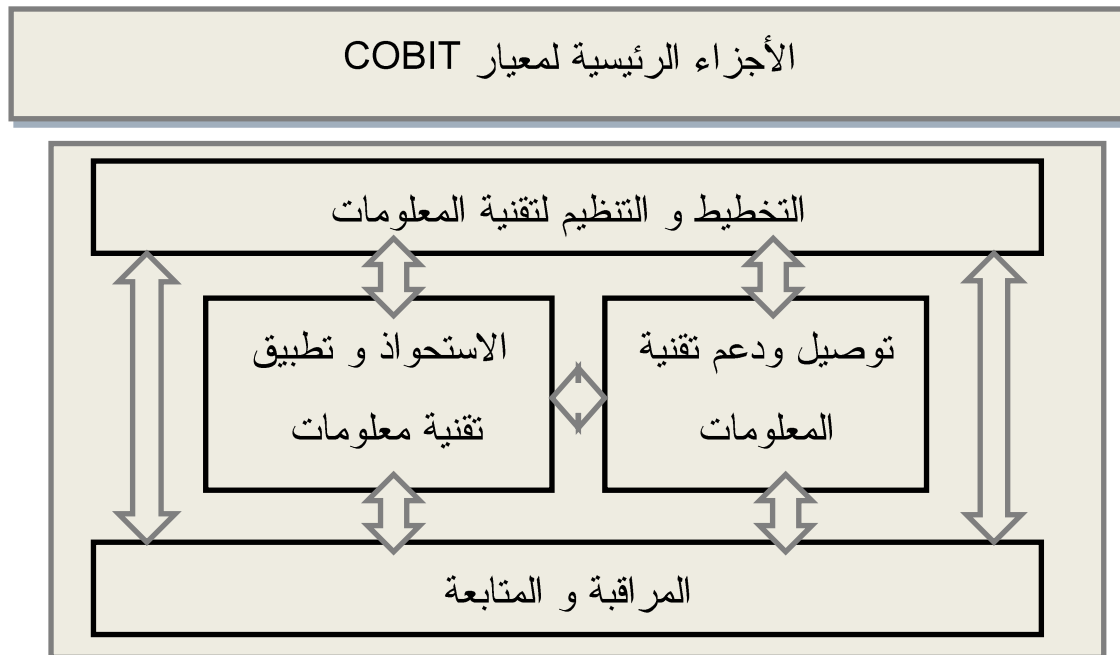 الأجزاء الرئيسية لمعيار COBIT
التخطيط و التنظيم لتقنية المعلومات
توصيل ودعم تقنية
المعلومات
الاستحواذ و تطبيق
تقنية معلومات
المراقبة و المتابعة